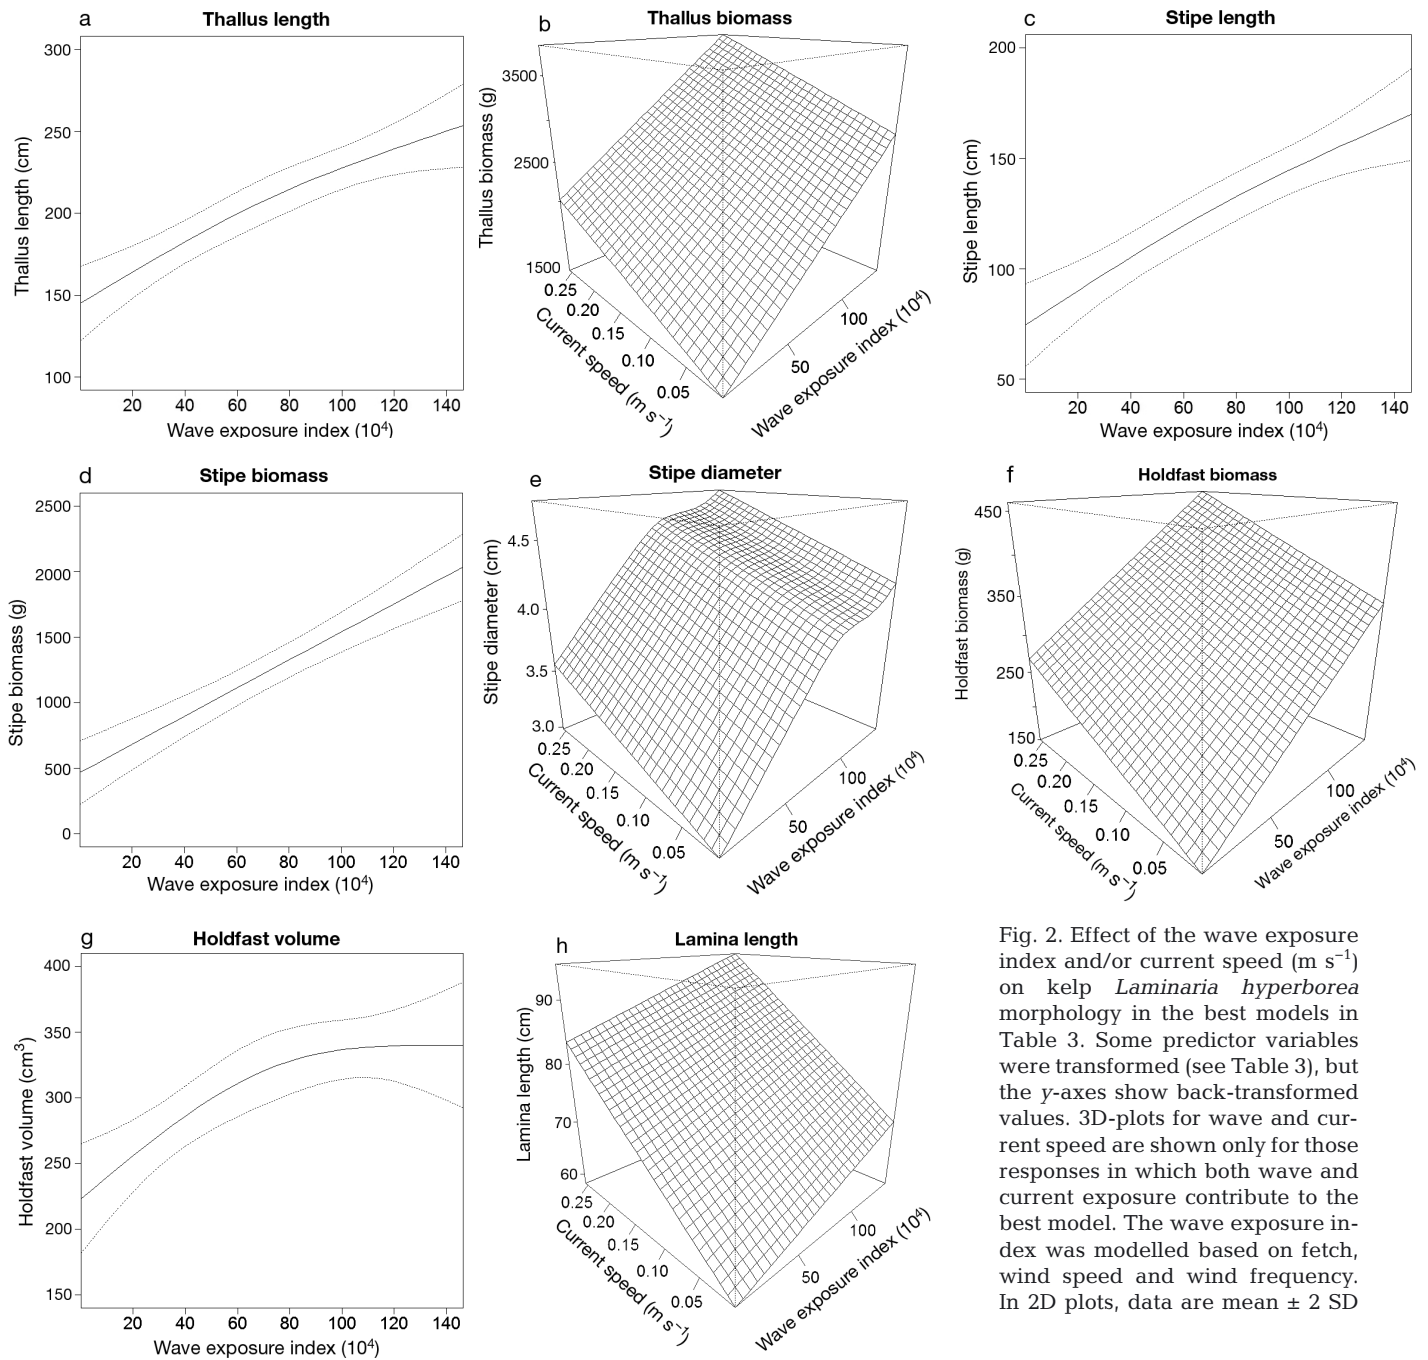 a
Thallus length
Thallus length (cm)
300
250
200
150
100
20 40 60 80 100 120 140
Wave exposure index (10⁴)
b
Thallus biomass
Thallus biomass (g)
3500
2500
1500
0.25
0.20
0.15
0.10
0.05
Current speed (m s⁻¹)
50
100
Wave exposure index (10⁴)
c
Stipe length
Stipe length (cm)
200
150
100
50
20 40 60 80 100 120 140
Wave exposure index (10⁴)
d
Stipe biomass
Stipe biomass (g)
2500
2000
1500
1000
500
0
20 40 60 80 100 120 140
Wave exposure index (10⁴)
e
Stipe diameter
Stipe diameter (cm)
4.5
4.0
3.5
3.0
0.25
0.20
0.15
0.10
0.05
Current speed (m s⁻¹)
50
100
Wave exposure index (10⁴)
f
Holdfast biomass
Holdfast biomass (g)
450
350
250
150
0.25
0.20
0.15
0.10
0.05
Current speed (m s⁻¹)
50
100
Wave exposure index (10⁴)
g
Holdfast volume
Holdfast volume (cm³)
400
350
300
250
200
150
20 40 60 80 100 120 140
Wave exposure index (10⁴)
h
Lamina length
Lamina length (cm)
90
80
70
60
0.25
0.20
0.15
0.10
0.05
Current speed (m s⁻¹)
50
100
Wave exposure index (10⁴)
Fig. 2. Effect of the wave exposure
index and/or current speed (m s⁻¹)
on kelp Laminaria hyperborea
morphology in the best models in
Table 3. Some predictor variables
were transformed (see Table 3), but
the y-axes show back-transformed
values. 3D-plots for wave and cur-
rent speed are shown only for those
responses in which both wave and
current exposure contribute to the
best model. The wave exposure in-
dex was modelled based on fetch,
wind speed and wind frequency.
In 2D plots, data are mean ± 2 SD